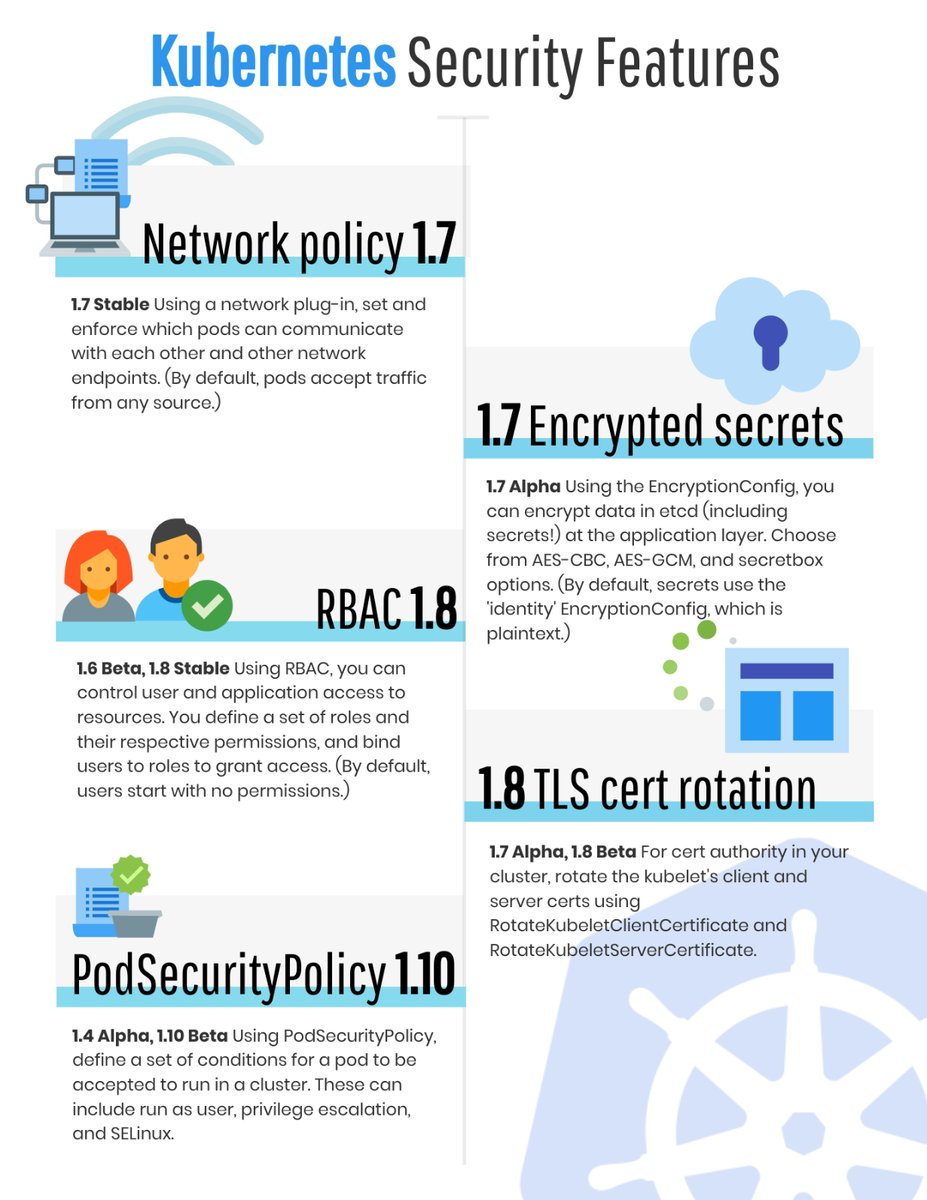 Kubernetes Security Features
Network policy 1.7
1.7 Stable Using a network plug-in, set and
enforce which pods can communicate
with each other and other network
endpoints. (By default, pods accept traffic
from any source.)
1.7 Encrypted secrets
1.7 Alpha Using the EncryptionConfig, you
can encrypt data in etcd (including
secrets!) at the application layer. Choose
from AES-CBC, AES-GCM, and secretbox
options. (By default, secrets use the
'identity' EncryptionConfig, which is
plaintext.)
RBAC 1.8
1.6 Beta, 1.8 Stable Using RBAC, you can
control user and application access to
resources. You define a set of roles and
their respective permissions, and bind
users to roles to grant access. (By default,
users start with no permissions.)
1.8 TLS cert rotation
1.7 Alpha, 1.8 Beta For cert authority in your
cluster, rotate the kubelet's client and
server certs using
RotateKubeletClientCertificate and
RotateKubeletServerCertificate.
PodSecurityPolicy 1.10
1.4 Alpha, 1.10 Beta Using PodSecurityPolicy,
define a set of conditions for a pod to be
accepted to run in a cluster. These can
include run as user, privilege escalation,
and SELinux.